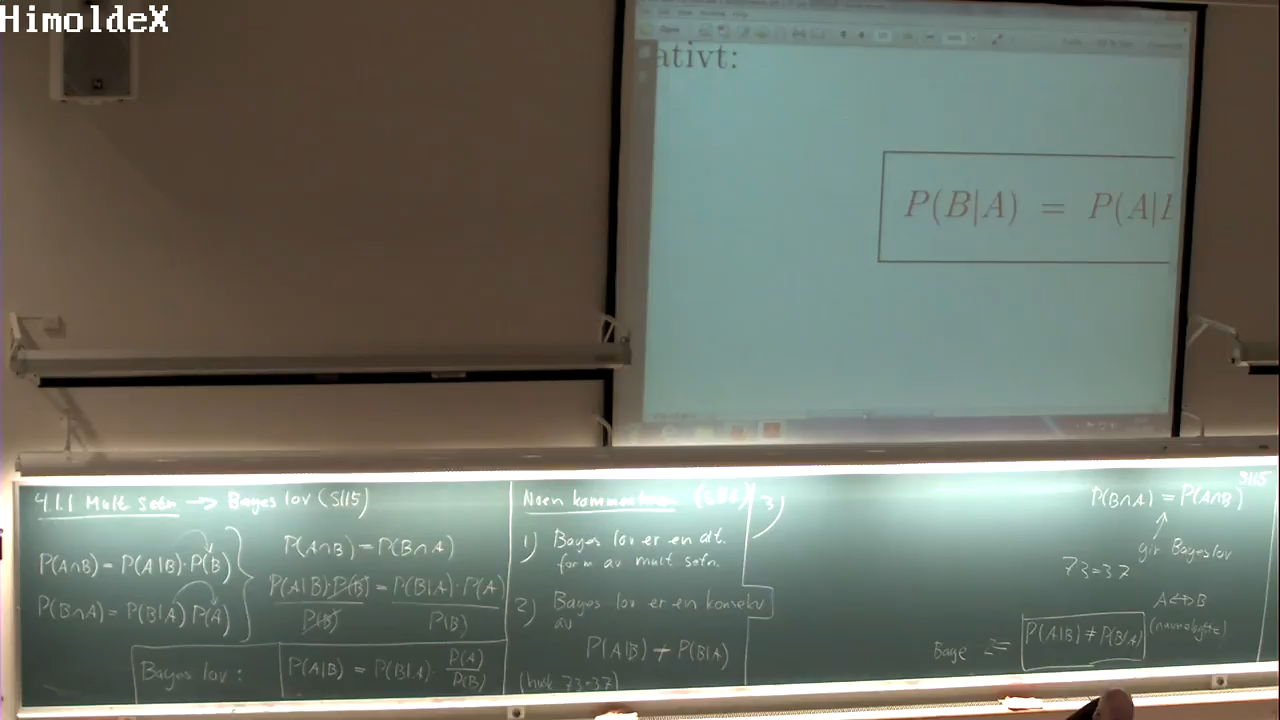 HimoldeX
ativt:
P(B|A) = P(A|
4.1.1 Mult setn → Bayes lov (S115)
P(A∩B) = P(A|B)·P(B)
P(B∩A) = P(B|A) P(A)
P(A∩B) = P(B∩A)
P(A|B)·P(B) = P(B|A)·P(A)
P(B) P(B)
Bayes lov: P(A|B) = P(B|A) · P(A)/P(B)
Noen kommentarer
1) Bayes lov er en alt.
form av mult. setn.
2) Bayes lov er en konsekv
av
P(A|B) ≠ P(B|A)
(husk 73=37)
3)
S115
P(B∩A) = P(A∩B)
gir Bayes lov
73=37
A↔B
(navnebytte)
P(A|B) ≠ P(B|A)